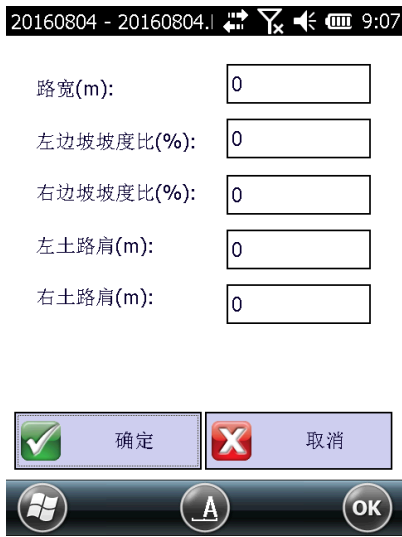 20160804 - 20160804.l 9:07
路宽(m): 0
左边坡坡度比(%): 0
右边坡坡度比(%): 0
左土路肩(m): 0
右土路肩(m): 0
确定 取消
A OK